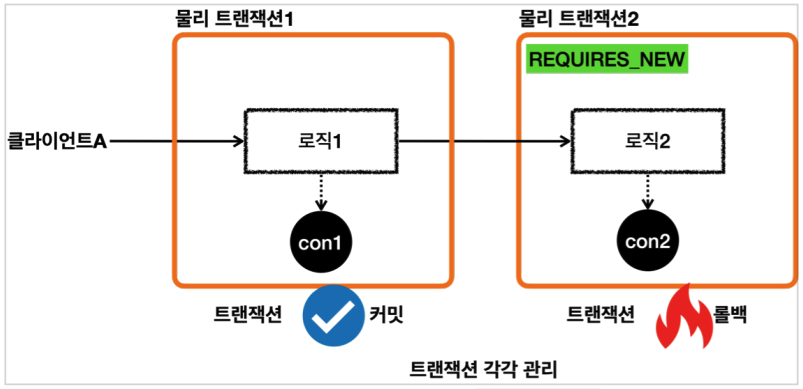 물리 트랜잭션1
물리 트랜잭션2
REQUIRES_NEW
클라이언트A
로직1
로직2
con1
con2
트랜잭션 커밋
트랜잭션 롤백
트랜잭션 각각 관리